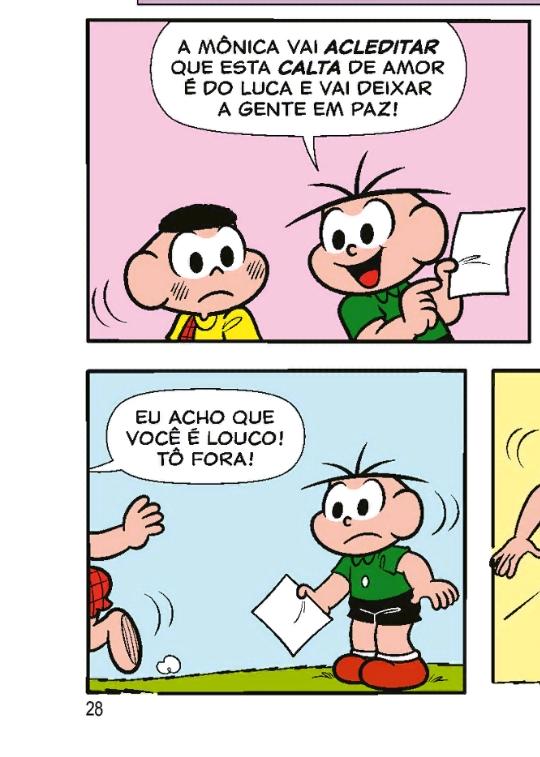 A MÔNICA VAI ACLEDITAR
QUE ESTA CALTA DE AMOR
É DO LUCA E VAI DEIXAR
A GENTE EM PAZ!
EU ACHO QUE
VOCÊ É LOUCO!
TÔ FORA!
28